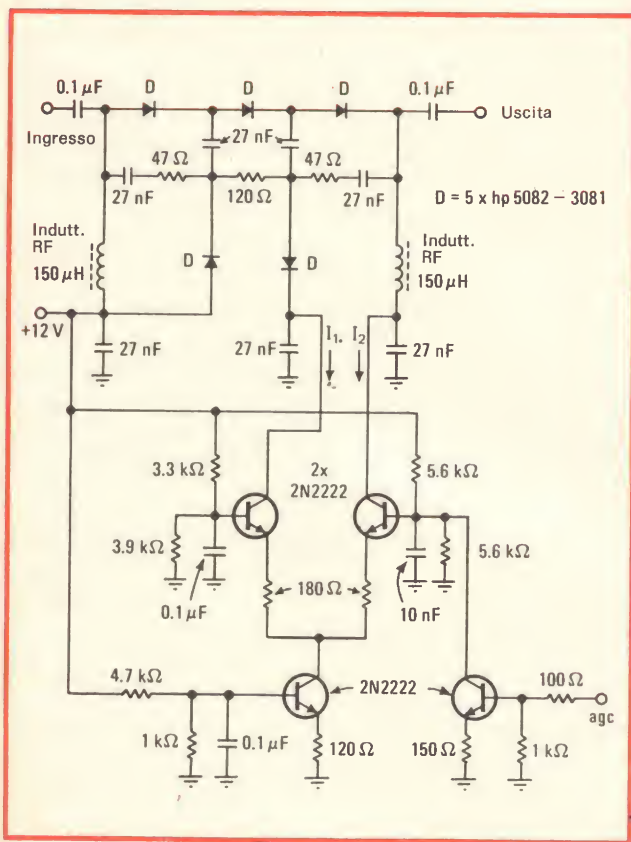 0.1 µF
D
D
D
0.1 µF
Ingresso
Uscita
27 nF
47 Ω
47 Ω
27 nF
120 Ω
27 nF
D = 5 x hp 5082 – 3081
Indutt.
RF
150 µH
D
D
Indutt.
RF
150 µH
+12 V
27 nF
27 nF
I₁.
I₂
27 nF
3.3 kΩ
2x
2N2222
5.6 kΩ
3.9 kΩ
5.6 kΩ
0.1 µF
180 Ω
10 nF
4.7 kΩ
2N2222
100 Ω
agc
1 kΩ
0.1 µF
120 Ω
150 Ω
1 kΩ